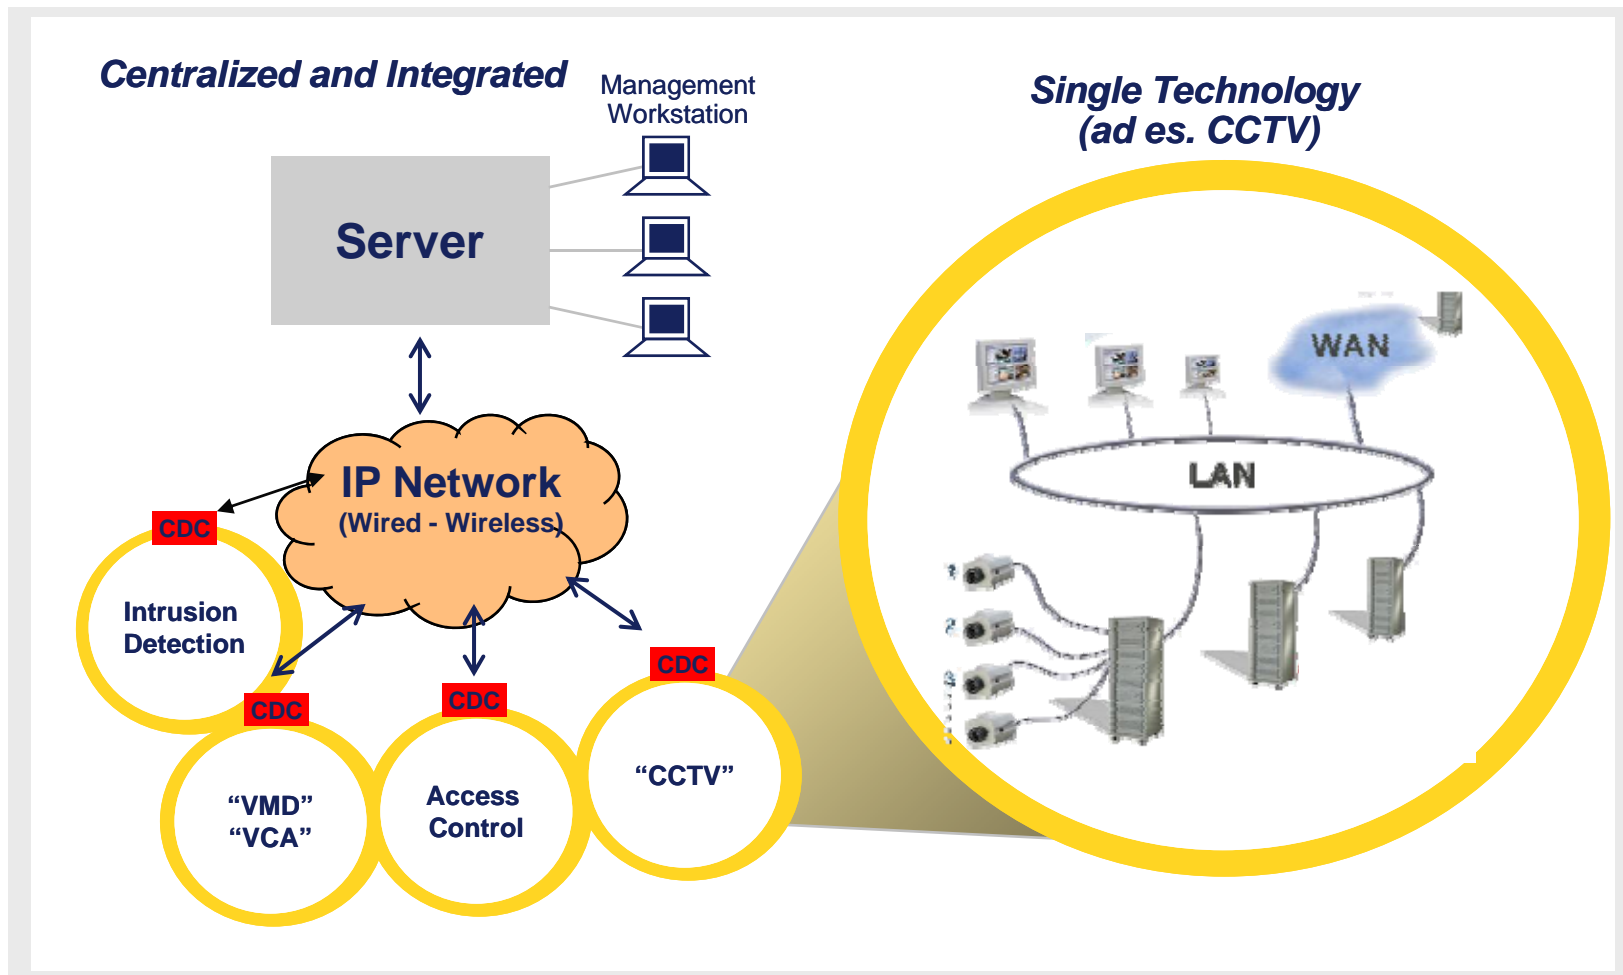 Centralized and Integrated
Management
Workstation
Single Technology
(ad es. CCTV)
Server
WAN
IP Network
(Wired - Wireless)
LAN
CDC
Intrusion
Detection
CDC
CDC
CDC
“VMD”
“VCA”
Access
Control
“CCTV”